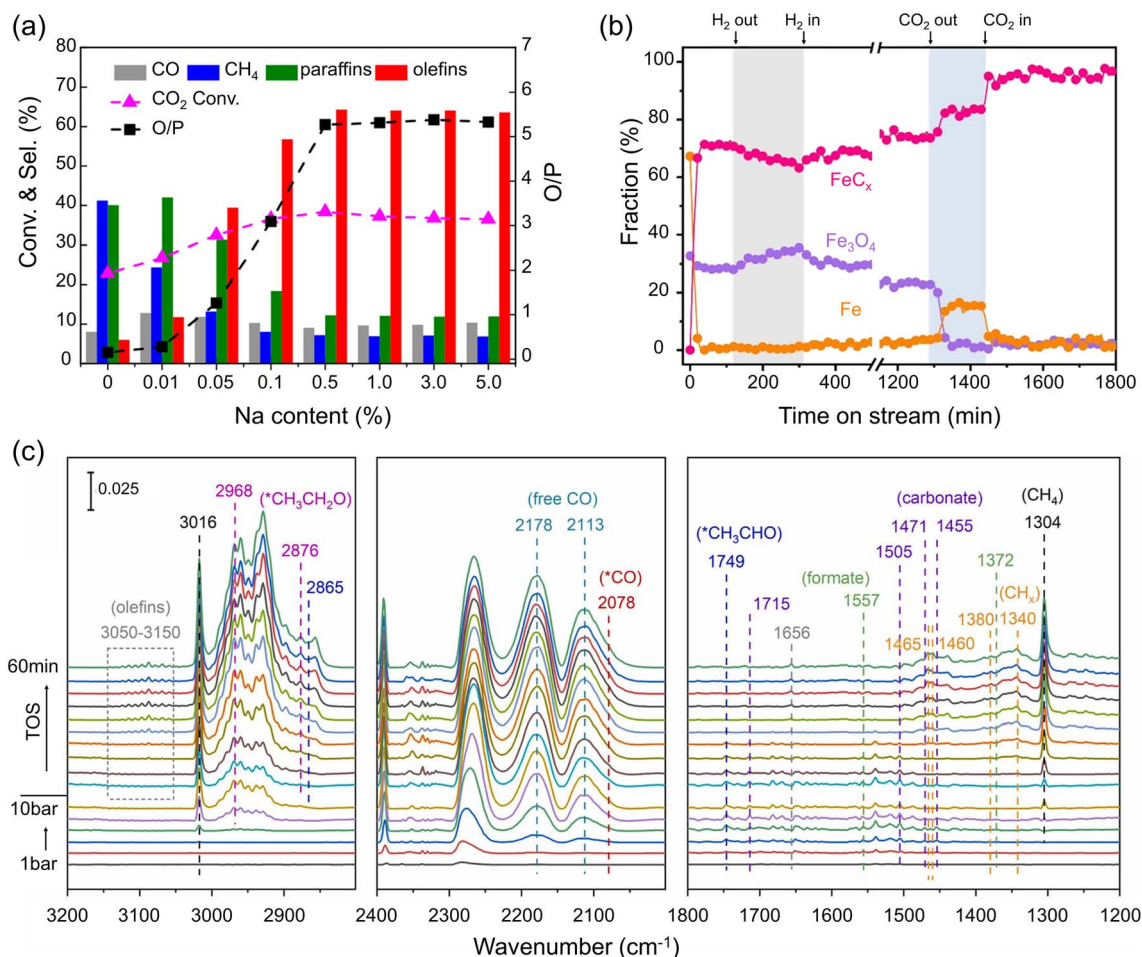 (a)
Conv. & Sel. (%)
80
70
60
50
40
30
20
10
0
CO
CH4
paraffins
olefins
CO2 Conv.
O/P
7
6
5
4
3
2
1
0
O/P
0
0.01
0.05
0.1
0.5
1.0
3.0
5.0
Na content (%)
(b)
H2 out
H2 in
CO2 out
CO2 in
Fraction (%)
100
80
60
40
20
0
FeCx
Fe3O4
Fe
0
200
400
1200
1400
1600
1800
Time on stream (min)
(c)
0.025
3016
2968
(*CH3CH2O)
2876
2865
(olefins)
3050-3150
60min
TOS
10bar
1bar
3200
3100
3000
2900
(free CO)
2178
2113
(*CO)
2078
2400
2300
2200
2100
(*CH3CHO)
1749
1715
1656
(formate)
1557
(carbonate)
1471
1455
1505
1465
1460
1372
(CHx)
1380
1340
(CH4)
1304
1800
1700
1600
1500
1400
1300
1200
Wavenumber (cm-1)